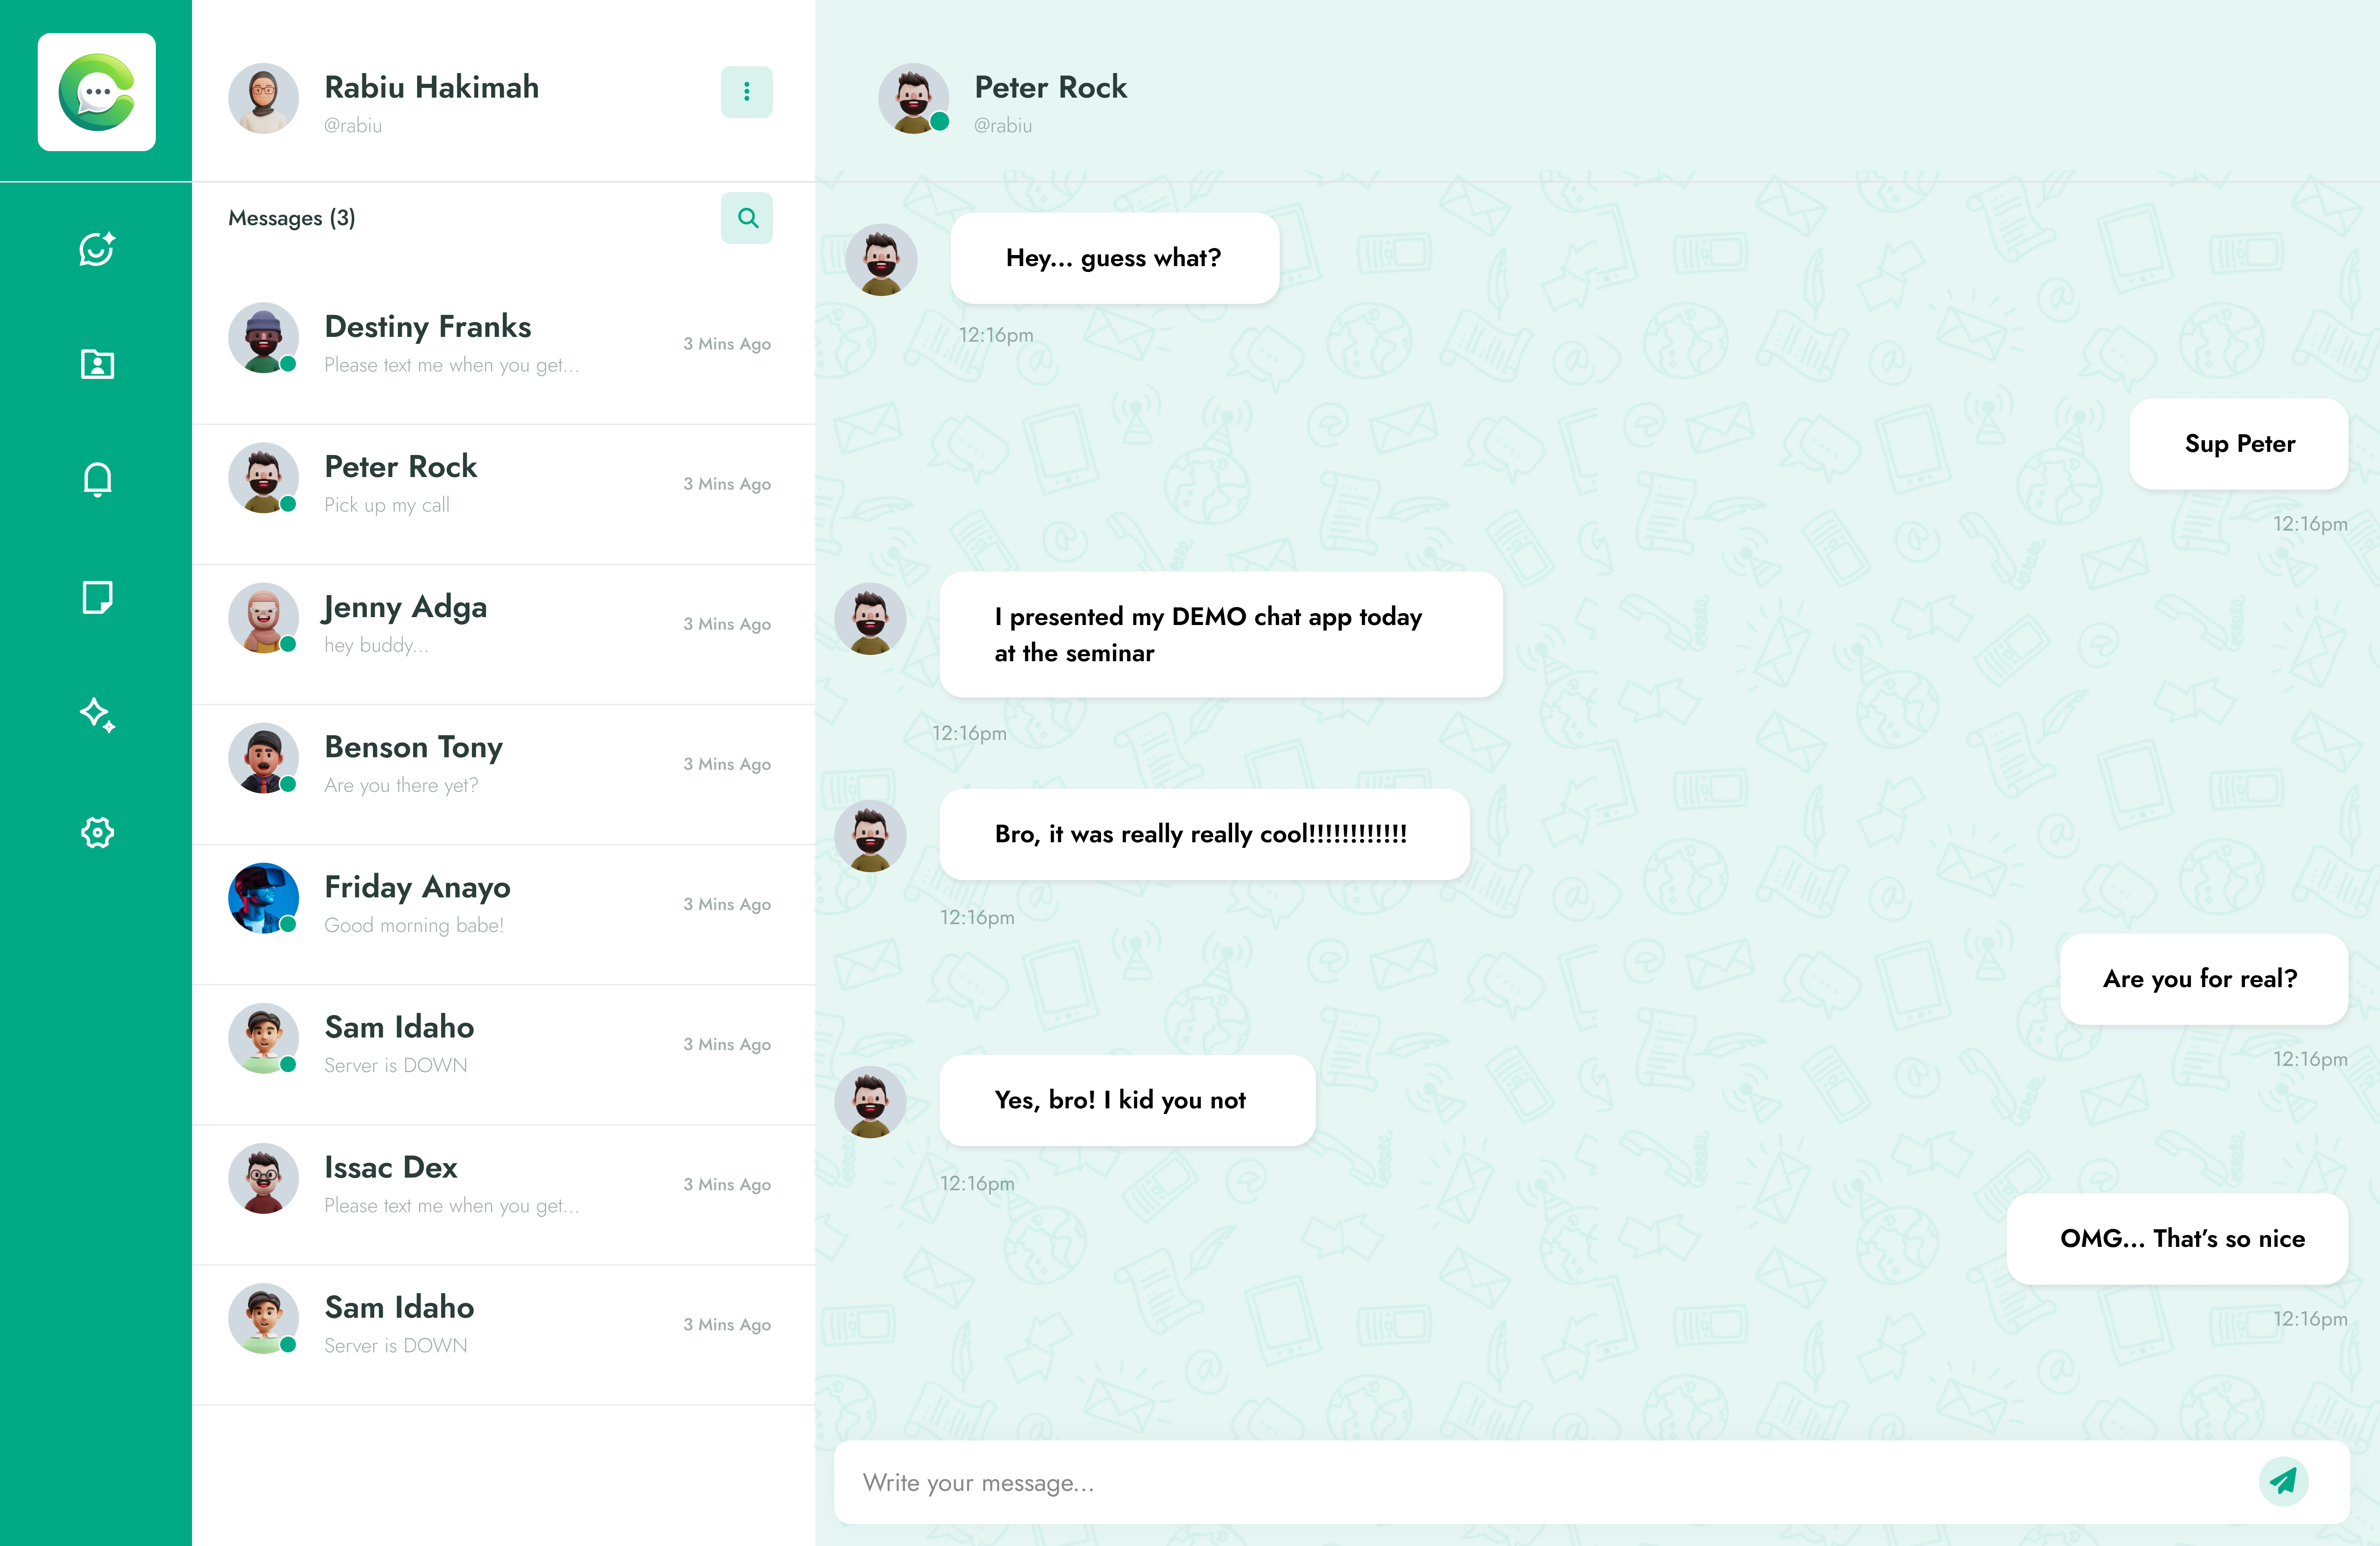 Rabiu Hakimah
@rabiu
Messages (3)
Destiny Franks
Please text me when you get...
3 Mins Ago
Peter Rock
Pick up my call
3 Mins Ago
Jenny Adga
hey buddy...
3 Mins Ago
Benson Tony
Are you there yet?
3 Mins Ago
Friday Anayo
Good morning babe!
3 Mins Ago
Sam Idaho
Server is DOWN
3 Mins Ago
Issac Dex
Please text me when you get...
3 Mins Ago
Sam Idaho
Server is DOWN
3 Mins Ago
Peter Rock
@rabiu
Hey... guess what?
12:16pm
Sup Peter
12:16pm
I presented my DEMO chat app today
at the seminar
12:16pm
Bro, it was really really cool!!!!!!!!!!!!
12:16pm
Are you for real?
12:16pm
Yes, bro! I kid you not
12:16pm
OMG... That's so nice
12:16pm
Write your message...